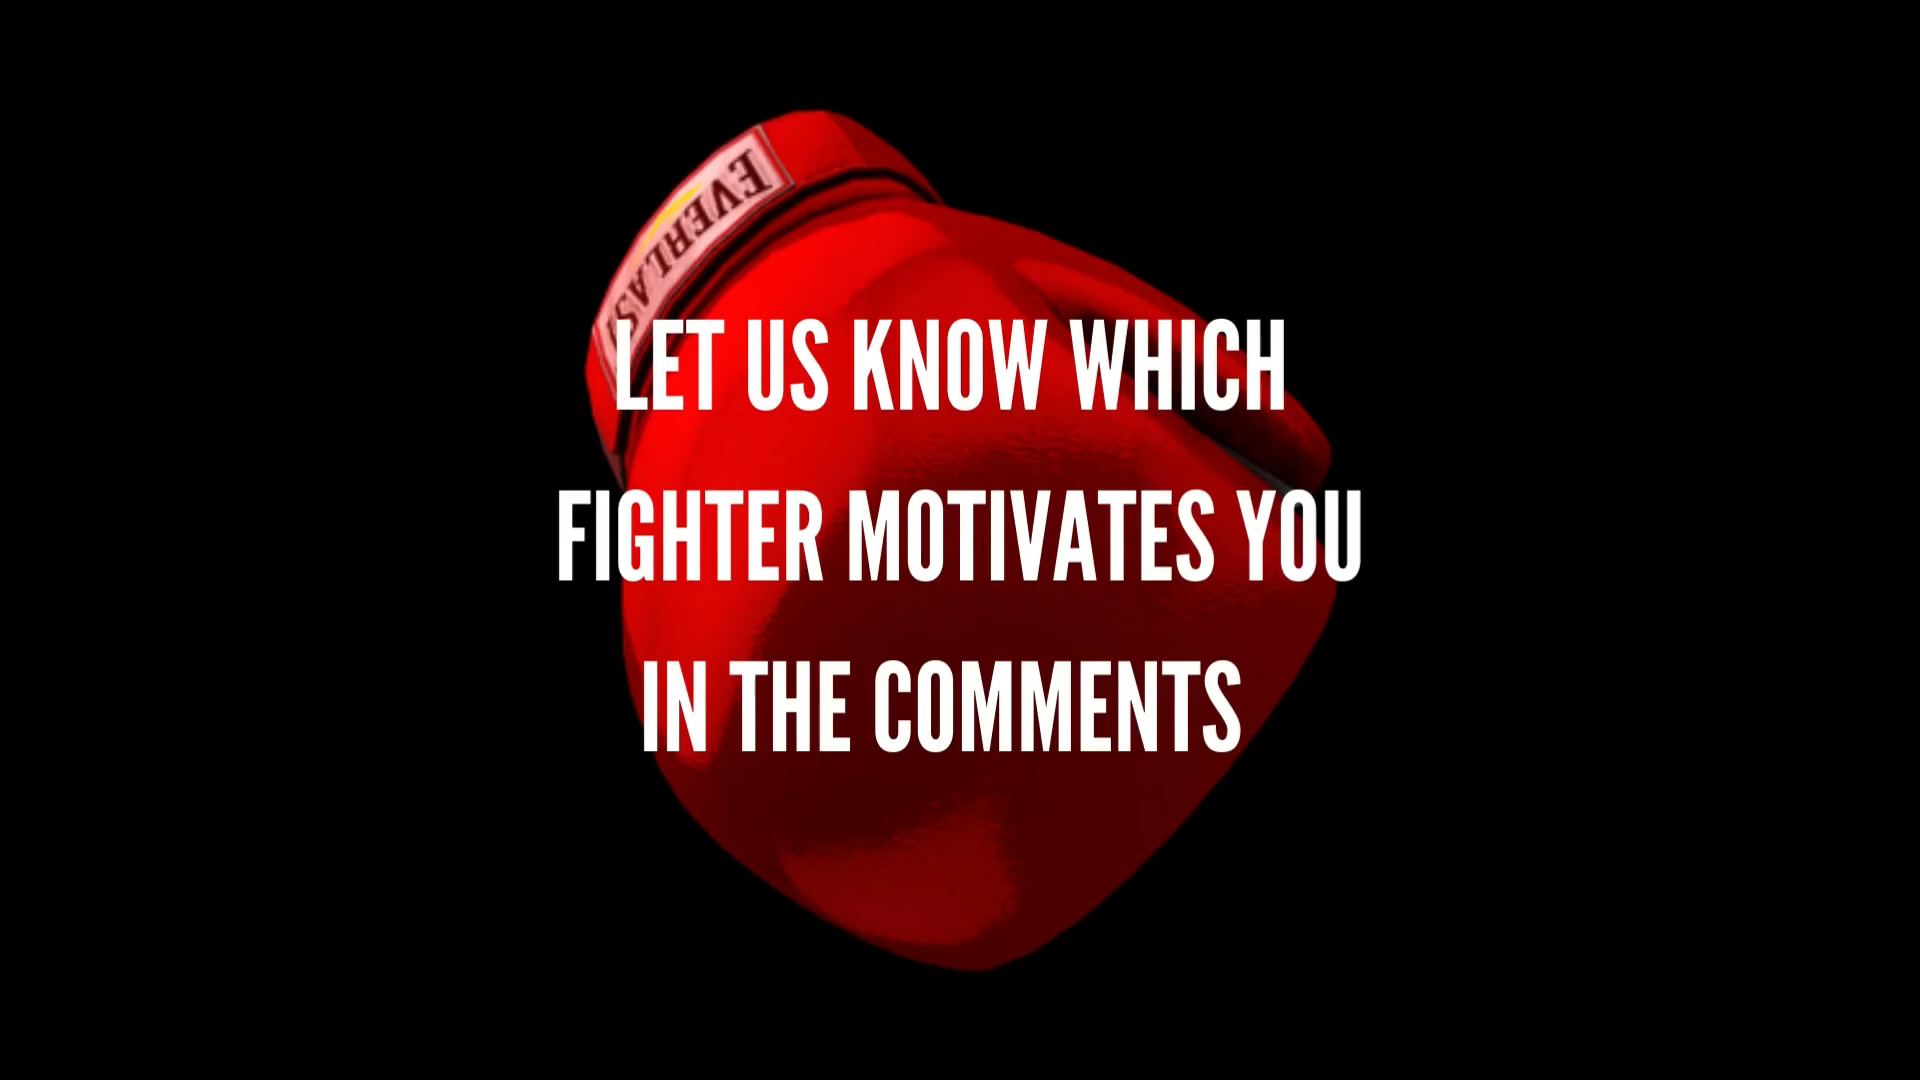 EVERLAST
LET US KNOW WHICH
FIGHTER MOTIVATES YOU
IN THE COMMENTS